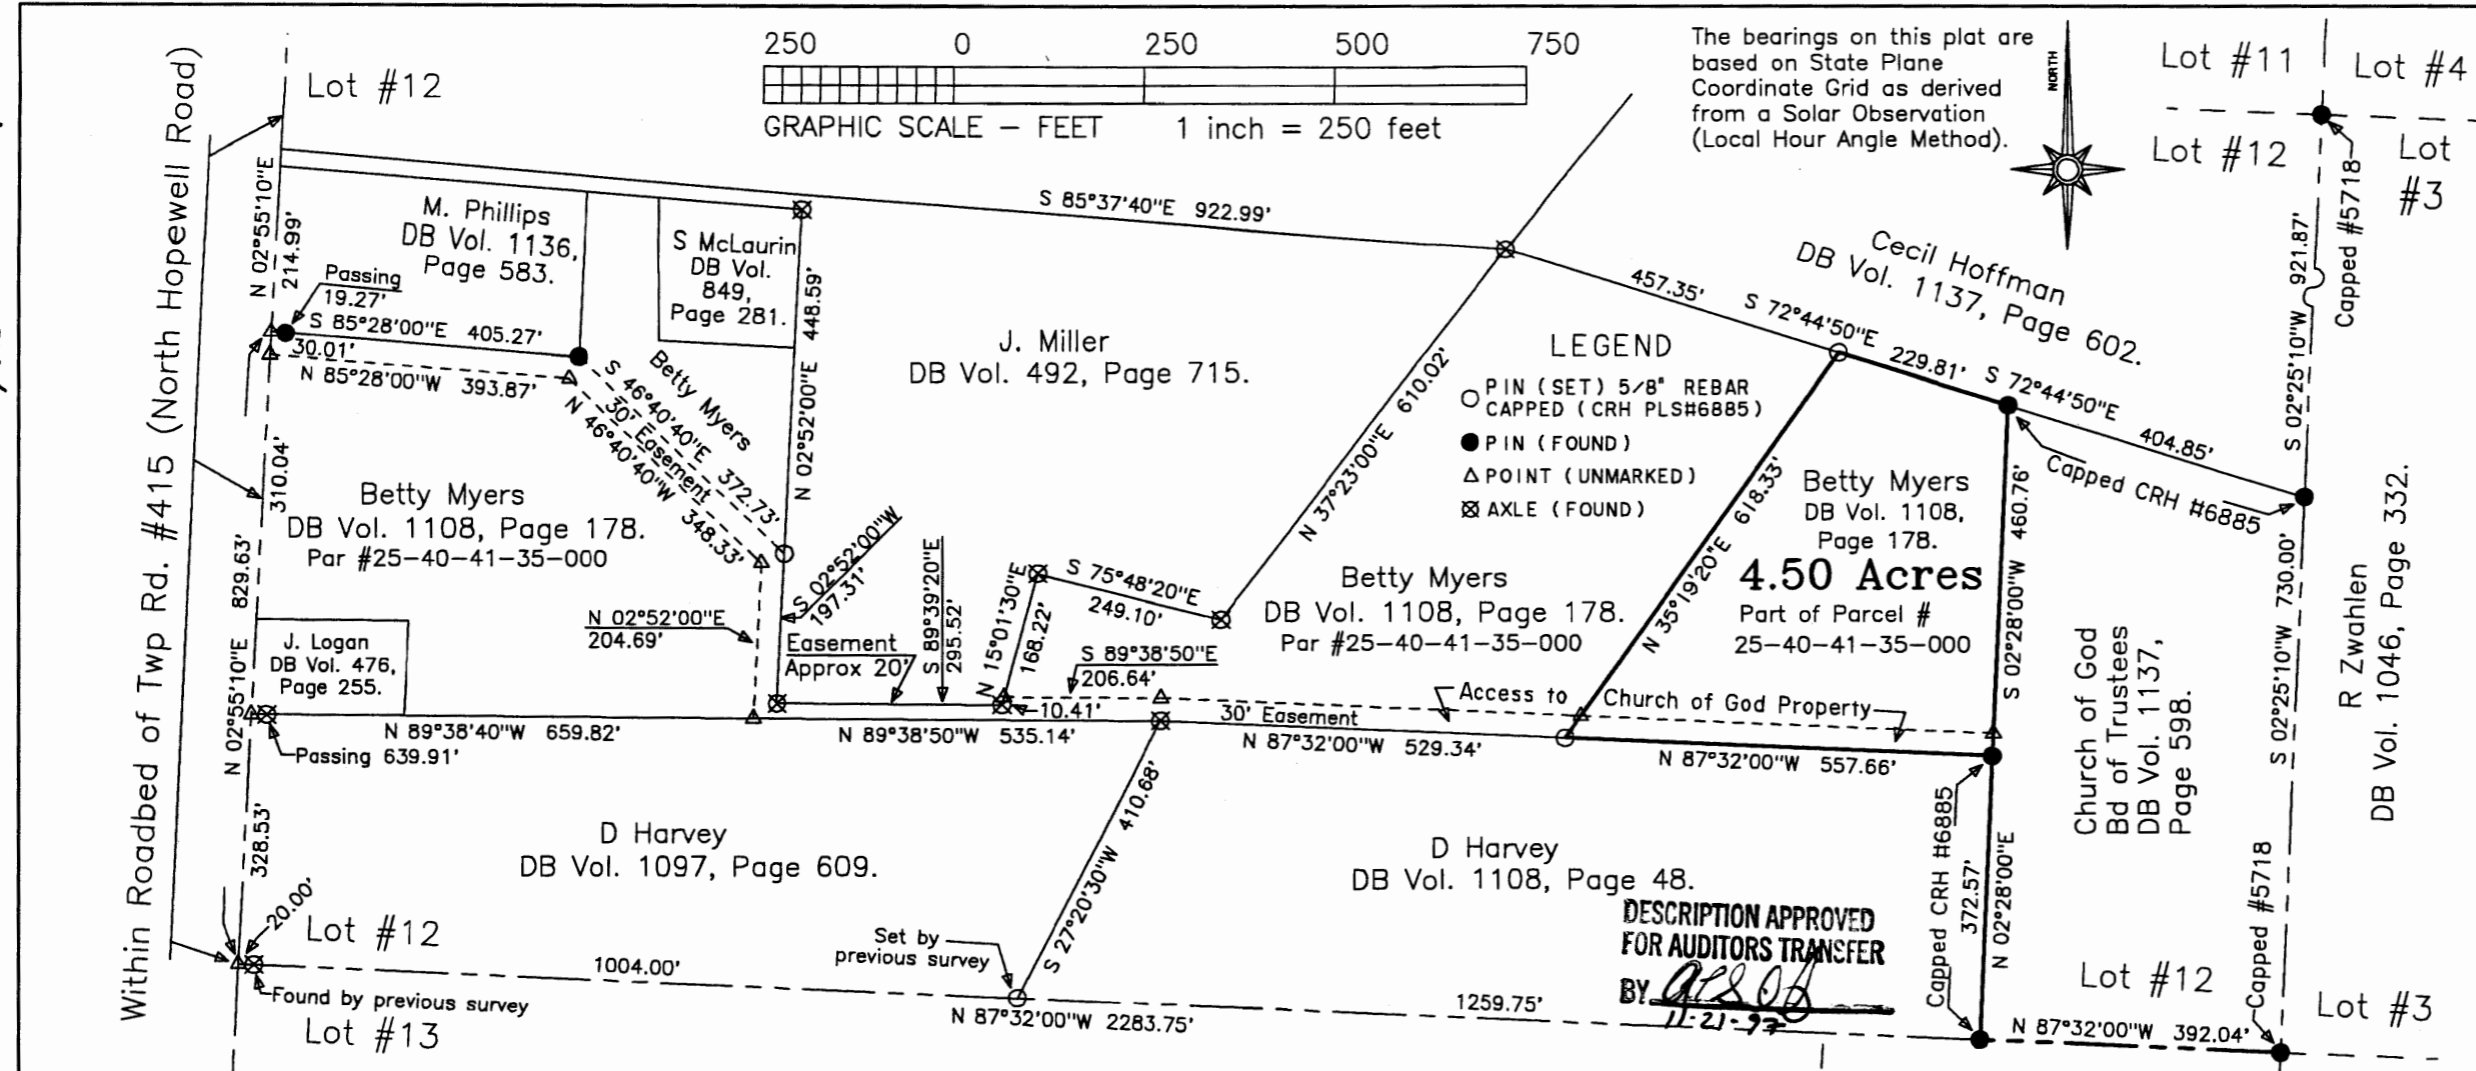 250 0 250 500 750
GRAPHIC SCALE – FEET 1 inch = 250 feet
The bearings on this plat are
based on State Plane
Coordinate Grid as derived
from a Solar Observation
(Local Hour Angle Method).
NORTH
Lot #11
Lot #4
Lot #12
Lot
#3
Within Roadbed of Twp Rd. #415 (North Hopewell Road)
Lot #12
N 02°55'10"E
214.99'
M. Phillips
DB Vol. 1136,
Page 583.
S McLaurin
DB Vol.
849,
Page 281.
S 85°37'40"E 922.99'
Passing
19.27'
S 85°28'00"E 405.27'
30.01'
N 85°28'00"W 393.87'
Betty Myers
S 46°40'40"E 372.73'
30' Easement
N 46°40'40"W 348.33'
N 02°52'00"E 448.59'
J. Miller
DB Vol. 492, Page 715.
N 37°23'00"E 610.02'
457.35' S 72°44'50"E
Cecil Hoffman
DB Vol. 1137, Page 602.
229.81' S 72°44'50"E
404.85'
Capped CRH #6885
S 02°25'10"W 921.87'
Capped #5718
LEGEND
PIN (SET) 5/8" REBAR
CAPPED (CRH PLS#6885)
PIN (FOUND)
POINT (UNMARKED)
AXLE (FOUND)
310.04'
Betty Myers
DB Vol. 1108, Page 178.
Par #25-40-41-35-000
N 02°55'10"E 829.63'
J. Logan
DB Vol. 476,
Page 255.
N 02°52'00"E
204.69'
S 02°52'00"W
197.31'
Easement
Approx 20'
S 89°39'20"E
295.52'
N 15°01'30"E
168.22'
S 75°48'20"E
249.10'
S 89°38'50"E
206.64'
10.41'
Betty Myers
DB Vol. 1108, Page 178.
Par #25-40-41-35-000
N 35°19'20"E 618.33'
Betty Myers
DB Vol. 1108,
Page 178.
4.50 Acres
Part of Parcel #
25-40-41-35-000
S 02°28'00"W 460.76'
Church of God
Bd of Trustees
DB Vol. 1137,
Page 598.
S 02°25'10"W 730.00'
R Zwahlen
DB Vol. 1046, Page 332.
Access to Church of God Property
30' Easement
N 02°55'10"E
Passing 639.91'
N 89°38'40"W 659.82'
N 89°38'50"W 535.14'
N 87°32'00"W 529.34'
N 87°32'00"W 557.66'
328.53'
D Harvey
DB Vol. 1097, Page 609.
S 27°20'30"W 410.68'
D Harvey
DB Vol. 1108, Page 48.
Capped CRH #6885
372.57'
N 02°28'00"E
DESCRIPTION APPROVED
FOR AUDITORS TRANSFER
BY
11-21-97
20.00'
Lot #12
1004.00'
Set by
previous survey
Found by previous survey
Lot #13
N 87°32'00"W 2283.75'
1259.75'
Lot #12
Capped #5718
N 87°32'00"W 392.04'
Lot #3